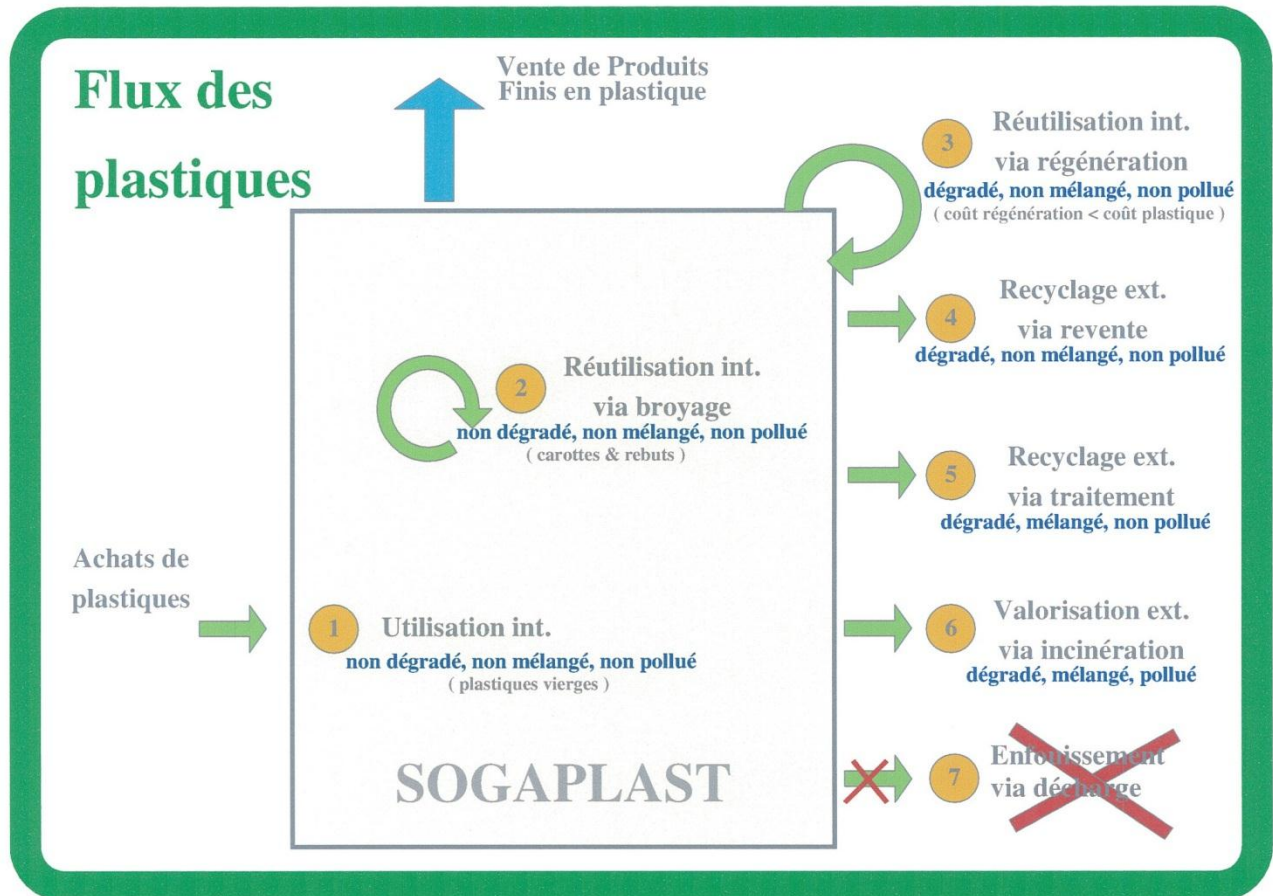 Flux des
plastiques
Vente de Produits
Finis en plastique
3
Réutilisation int.
via régénération
dégradé, non mélangé, non pollué
( coût régénération < coût plastique )
4
Recyclage ext.
via revente
dégradé, non mélangé, non pollué
2
Réutilisation int.
via broyage
non dégradé, non mélangé, non pollué
( carottes & rebuts )
5
Recyclage ext.
via traitement
dégradé, mélangé, non pollué
Achats de
plastiques
1
Utilisation int.
non dégradé, non mélangé, non pollué
( plastiques vierges )
6
Valorisation ext.
via incinération
dégradé, mélangé, pollué
SOGAPLAST
7
Enfouissement
via décharge